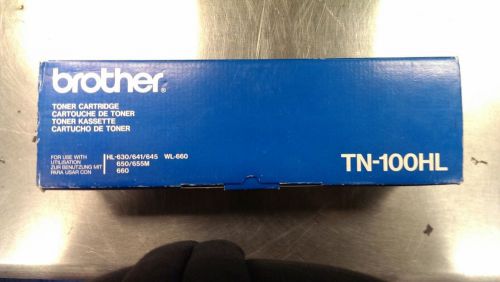 brother®
TONER CARTRIDGE
CARTOUCHE DE TONER
TONER KASSETTE
CARTUCHO DE TONER
FOR USE WITH
UTILISATION
ZUR BENUTZUNG MIT
PARA USAR CON
HL-630/641/645 WL-660
650/655M
660
TN-100HL